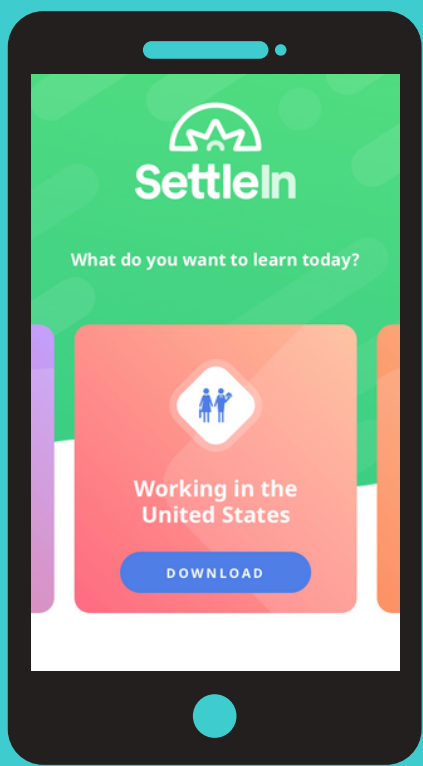 SettleIn
What do you want to learn today?
Working in the
United States
DOWNLOAD